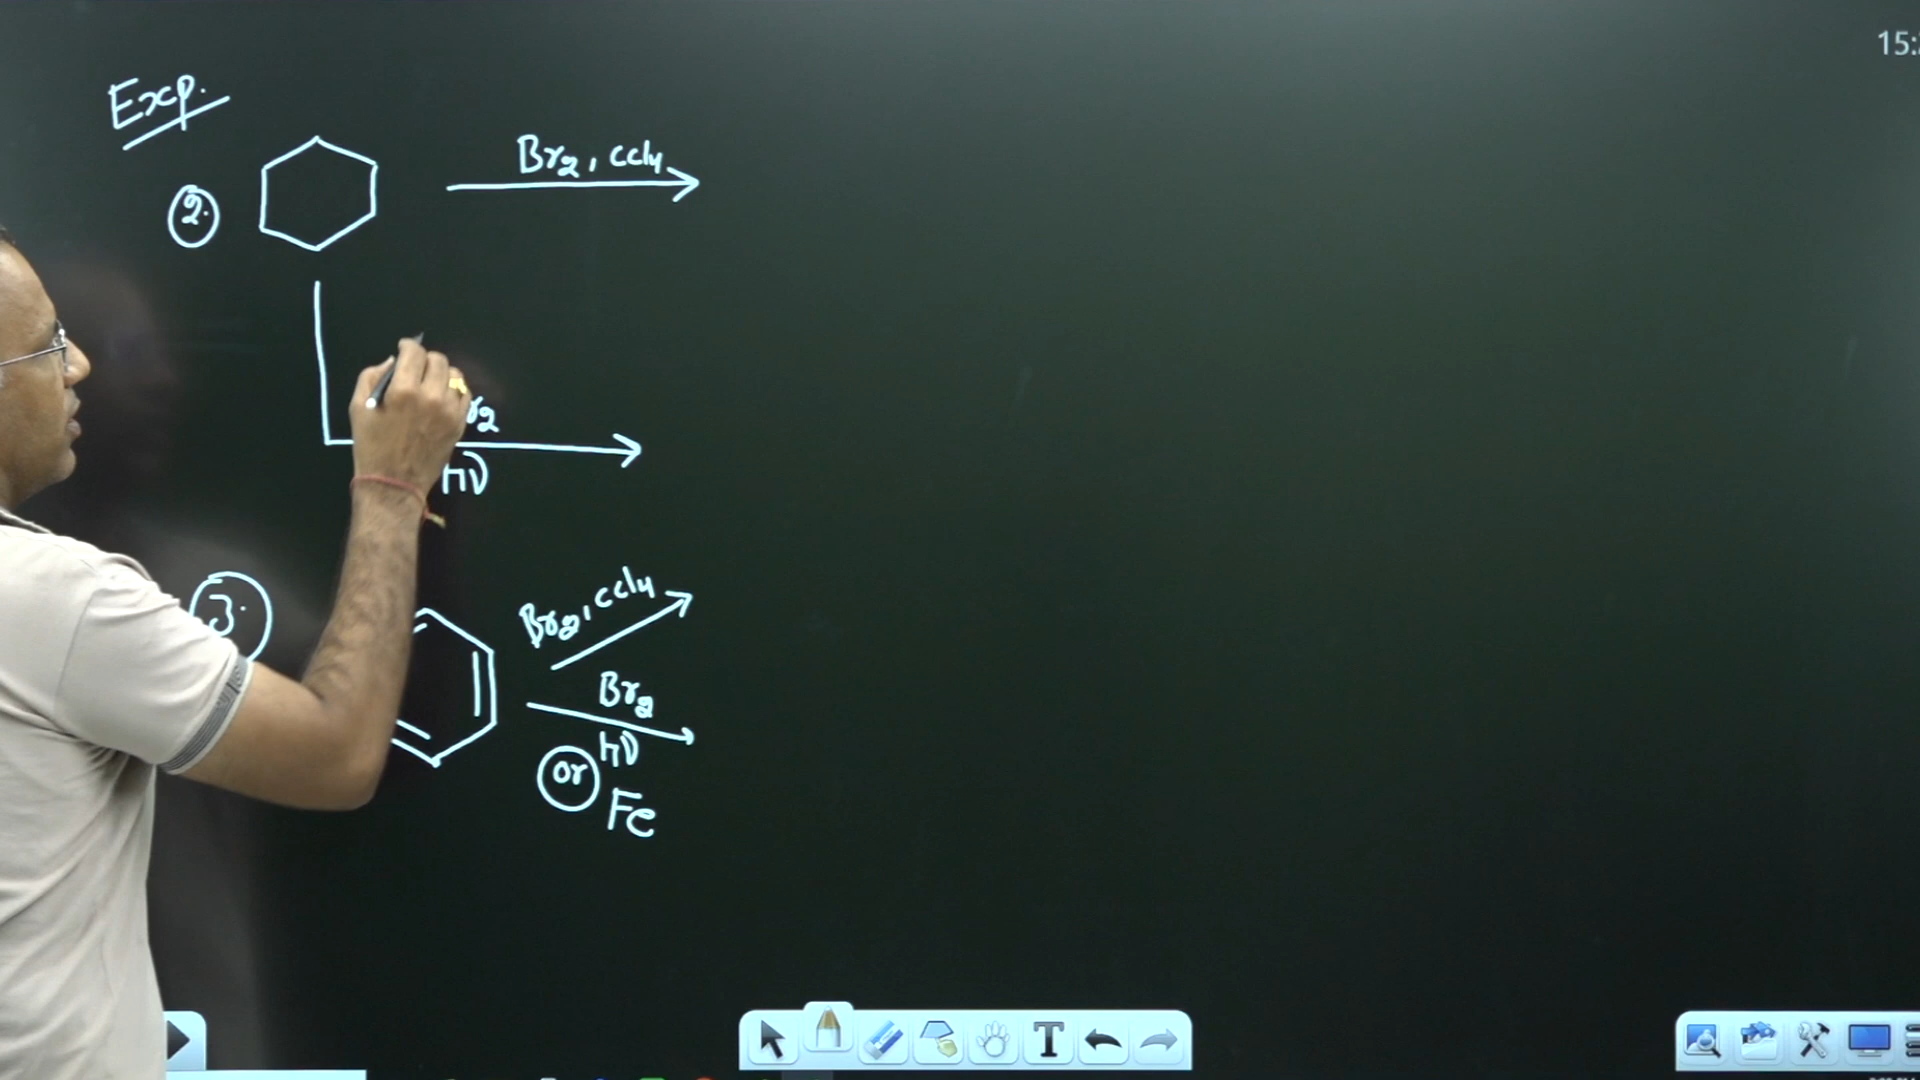 Exp.
2.
Br2, ccl4
hν
3.
Br2, ccl4
Br2
hν
or
Fe
T
15: